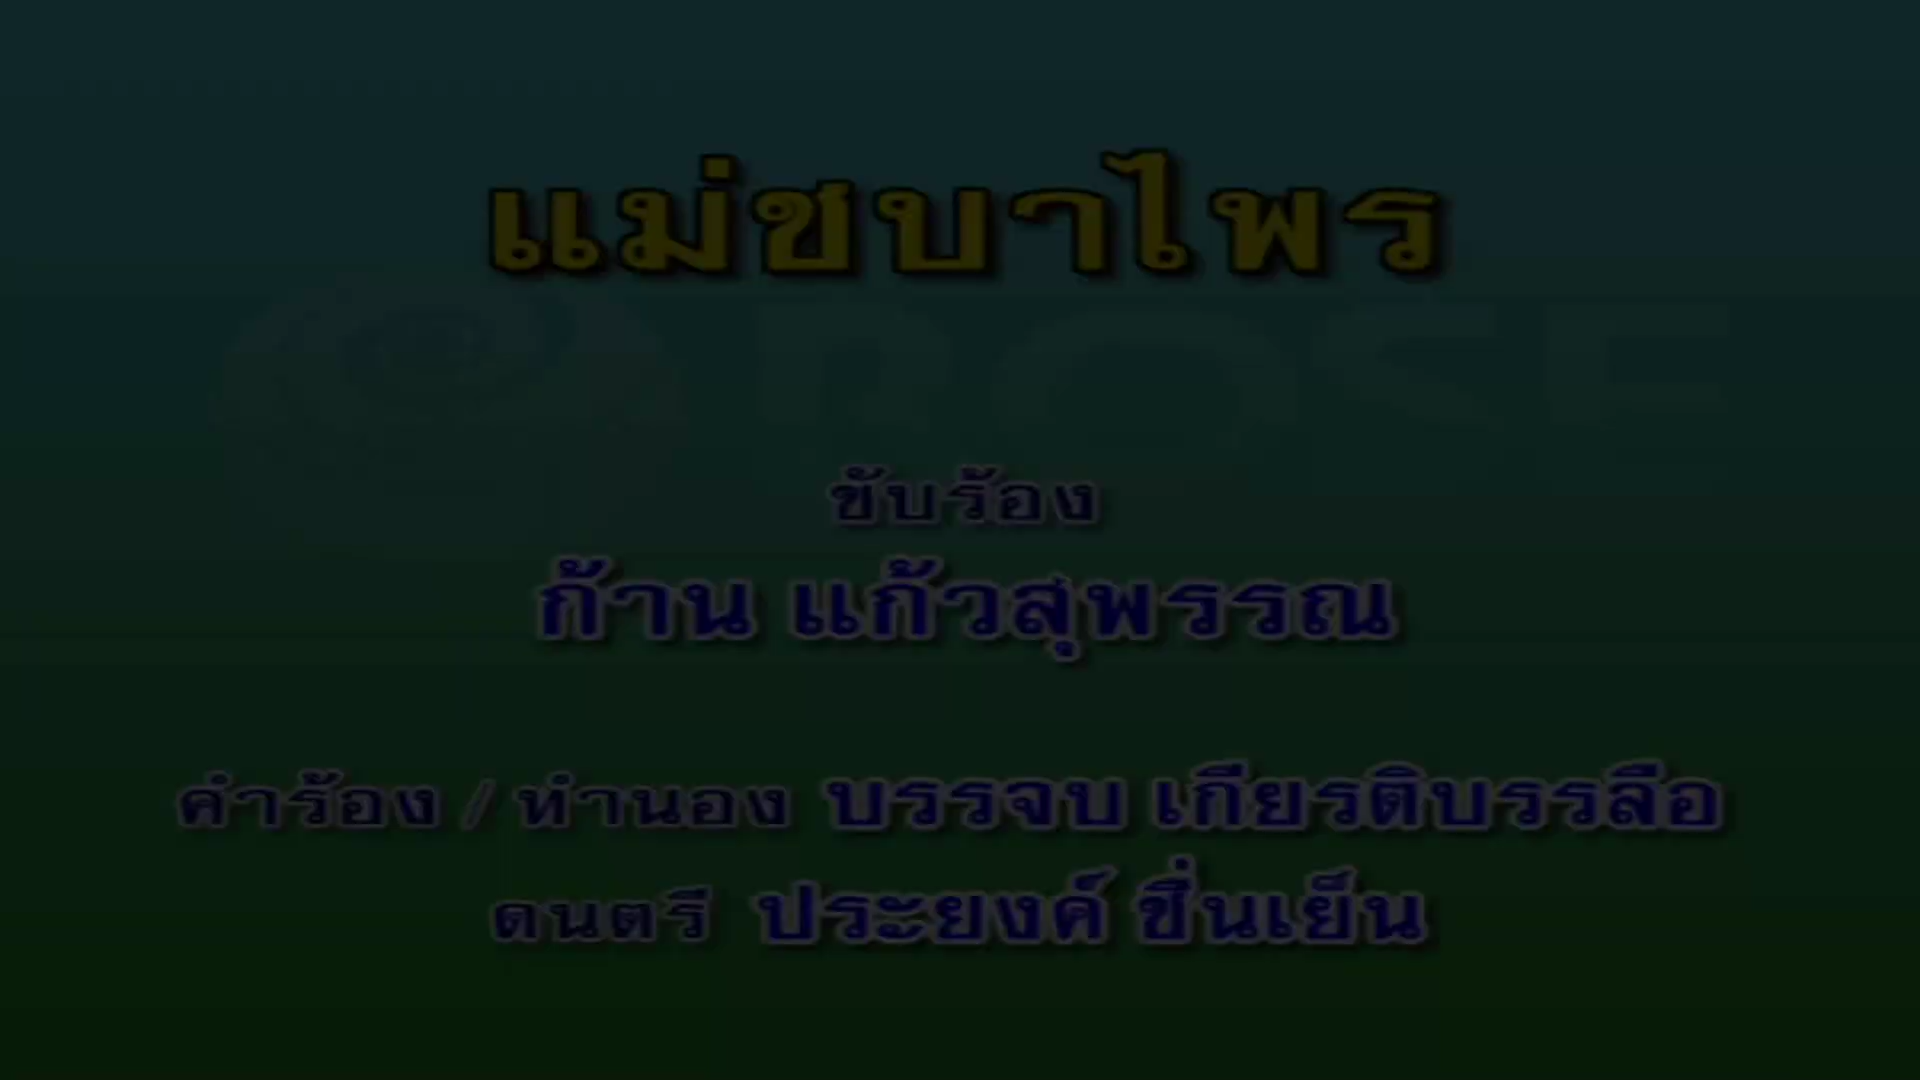 แม่ชบาไพร
ROSE
ขับร้อง
ก้าน แก้วสุพรรณ
คำร้อง / ทำนอง บรรจบ เกียรติบรรลือ
ดนตรี ประยงค์ ชื่นเย็น